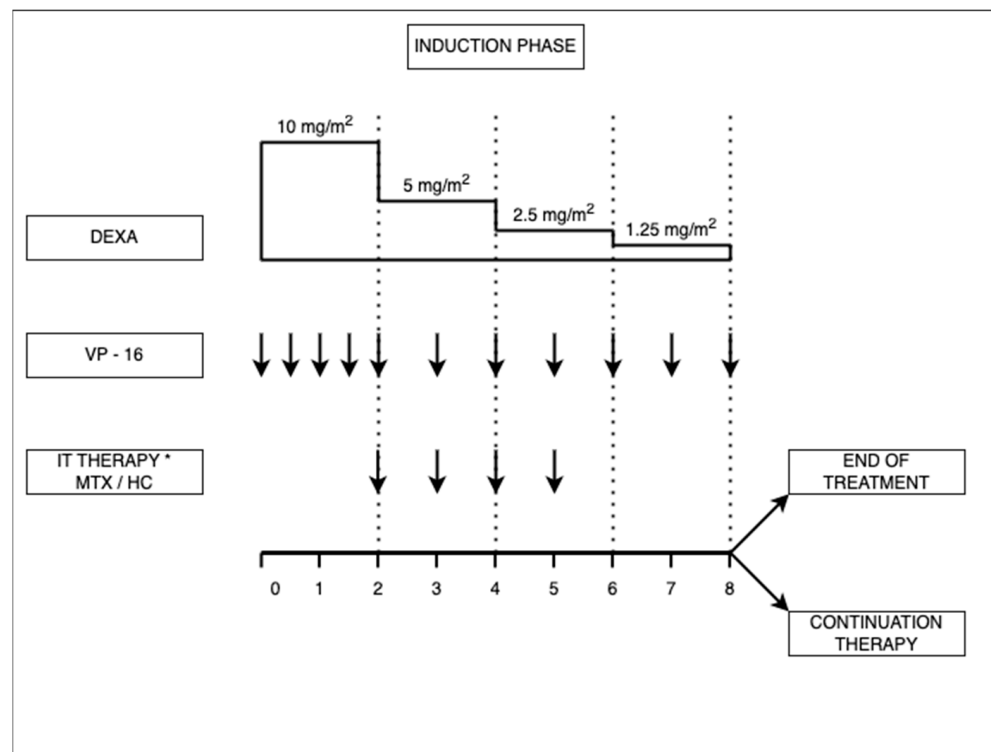 INDUCTION PHASE
10 mg/m²
5 mg/m²
2.5 mg/m²
1.25 mg/m²
DEXA
VP - 16
IT THERAPY *
MTX / HC
END OF
TREATMENT
0 1 2 3 4 5 6 7 8
CONTINUATION
THERAPY